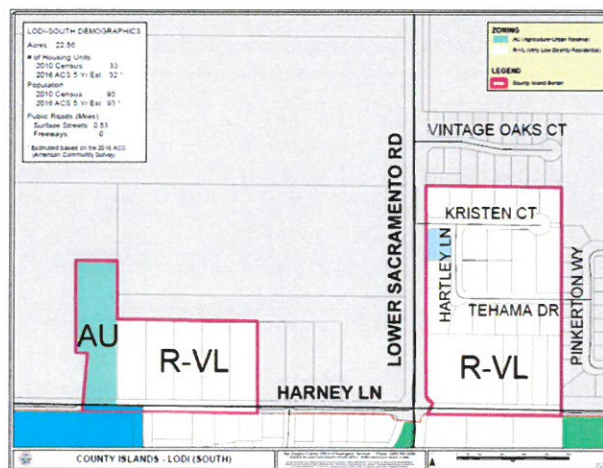 LODI-SOUTH DEMOGRAPHICS
Acres 22.56
# of Housing Units
2010 Census: 33
2016 ACS 5 Yr Est. 32 *
Population
2010 Census: 93
2016 ACS 5 Yr Est. 93 *
Public Roads (Miles)
Surface Streets 0.53
Freeways 0
* Estimated based on the 2016 ACS
(American Community Survey)
ZONING
AU (Agriculture-Urban Reserve)
R-VL (Very Low Density Residential)
LEGEND
County Island Border
VINTAGE OAKS CT
KRISTEN CT
LOWER SACRAMENTO RD
HARTLEY LN
TEHAMA DR
PINKERTON WY
AU
R-VL
R-VL
HARNEY LN
COUNTY ISLANDS - LODI (SOUTH)